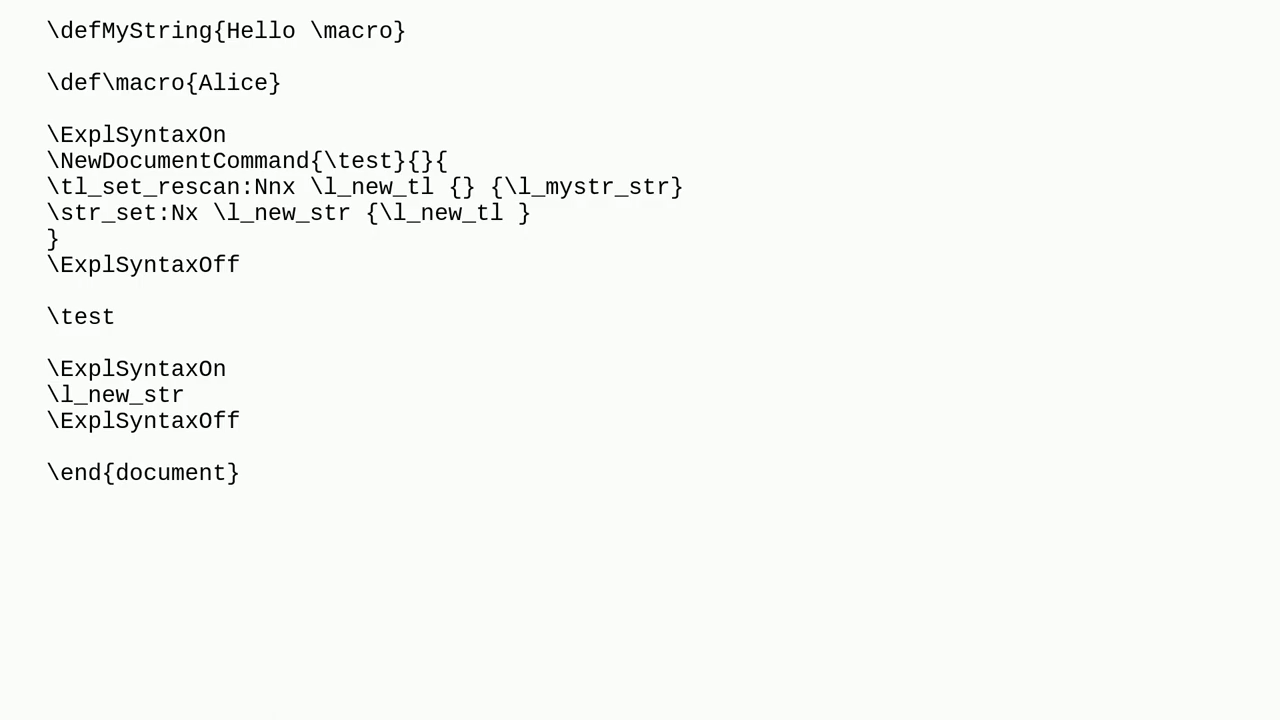 \defMyString{Hello \macro}
\def\macro{Alice}
\ExplSyntaxOn
\NewDocumentCommand{\test}{}{
\tl_set_rescan:Nnx \l_new_tl {} {\l_mystr_str}
\str_set:Nx \l_new_str {\l_new_tl }
}
\ExplSyntaxOff
\test
\ExplSyntaxOn
\l_new_str
\ExplSyntaxOff
\end{document}